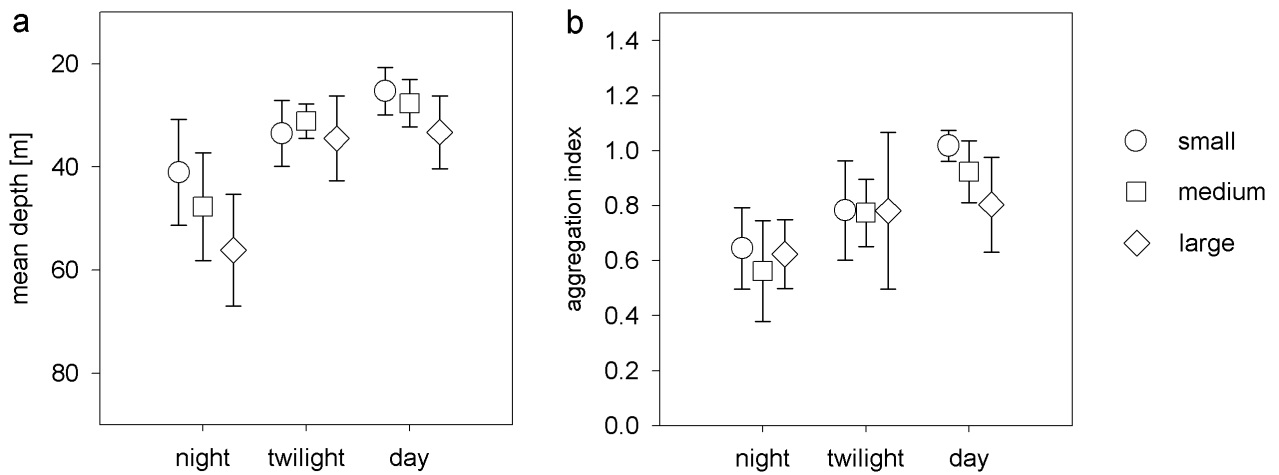 a
mean depth [m]
20
40
60
80
night twilight day
b
aggregation index
1.4
1.2
1.0
0.8
0.6
0.4
0.2
0.0
night twilight day
small
medium
large